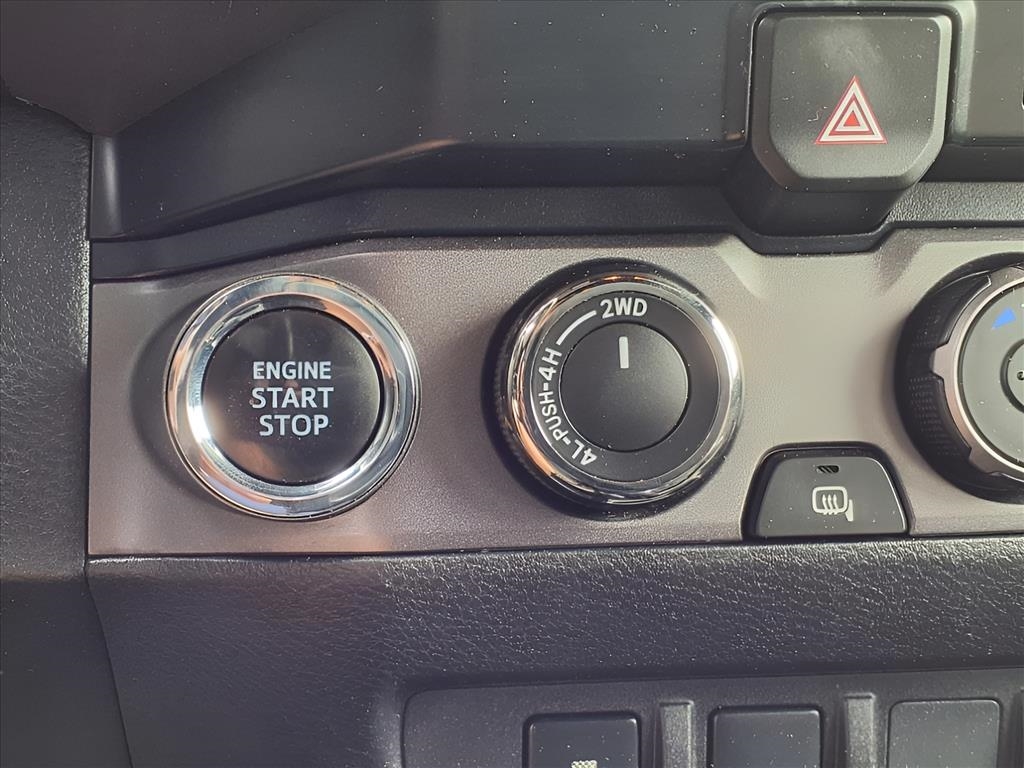 ENGINE
START
STOP
2WD
4L-PUSH-4H